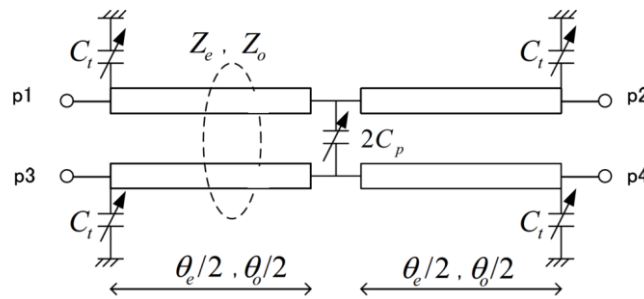 C_t Z_e , Z_o C_t
p1 p2
2C_p
p3 p4
C_t C_t
θ_e/2 , θ_o/2 θ_e/2 , θ_o/2